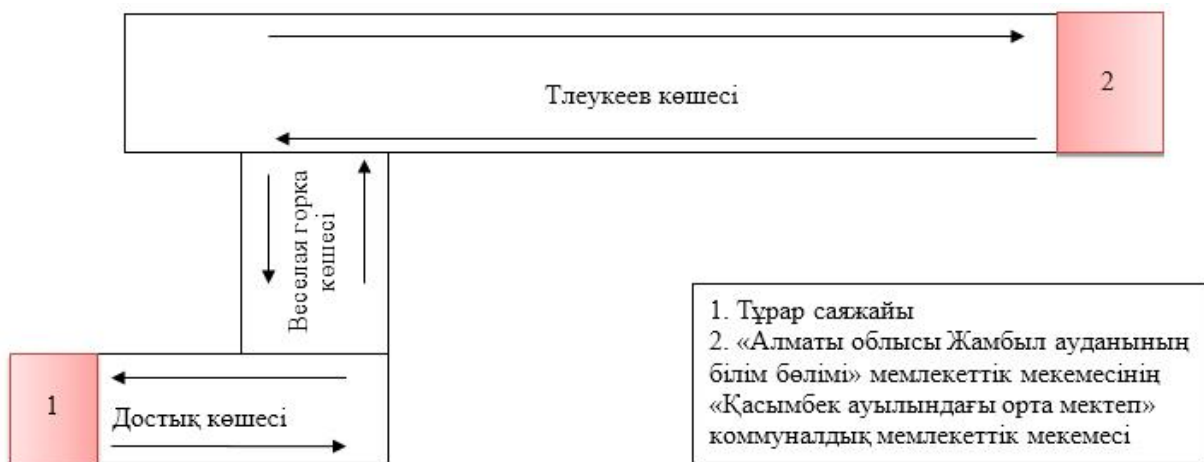 Тлеукеев көшесі
2
Веселая горка
көшесі
1
Достық көшесі
1. Тұрар саяжайы
2. «Алматы облысы Жамбыл ауданының
білім бөлімі» мемлекеттік мекемесінің
«Қасымбек ауылындағы орта мектеп»
коммуналдық мемлекеттік мекемесі